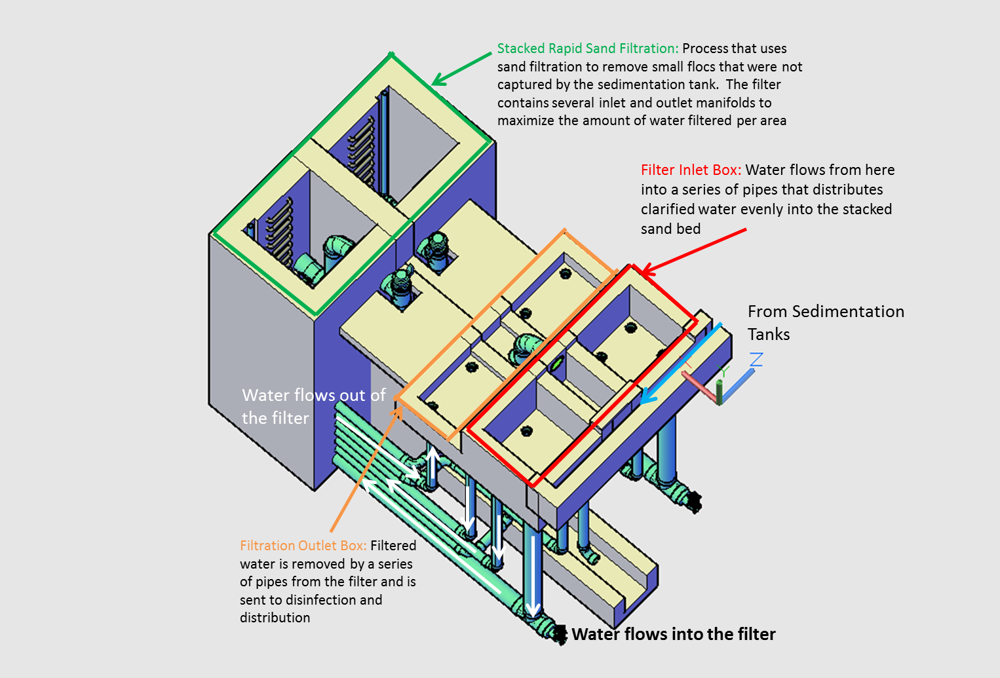 Stacked Rapid Sand Filtration: Process that uses
sand filtration to remove small flocs that were not
captured by the sedimentation tank.  The filter
contains several inlet and outlet manifolds to
maximize the amount of water filtered per area
Filter Inlet Box: Water flows from here
into a series of pipes that distributes
clarified water evenly into the stacked
sand bed
From Sedimentation
Tanks
Z
Y
X
Water flows out of
the filter
Filtration Outlet Box: Filtered
water is removed by a series
of pipes from the filter and is
sent to disinfection and
distribution
Water flows into the filter